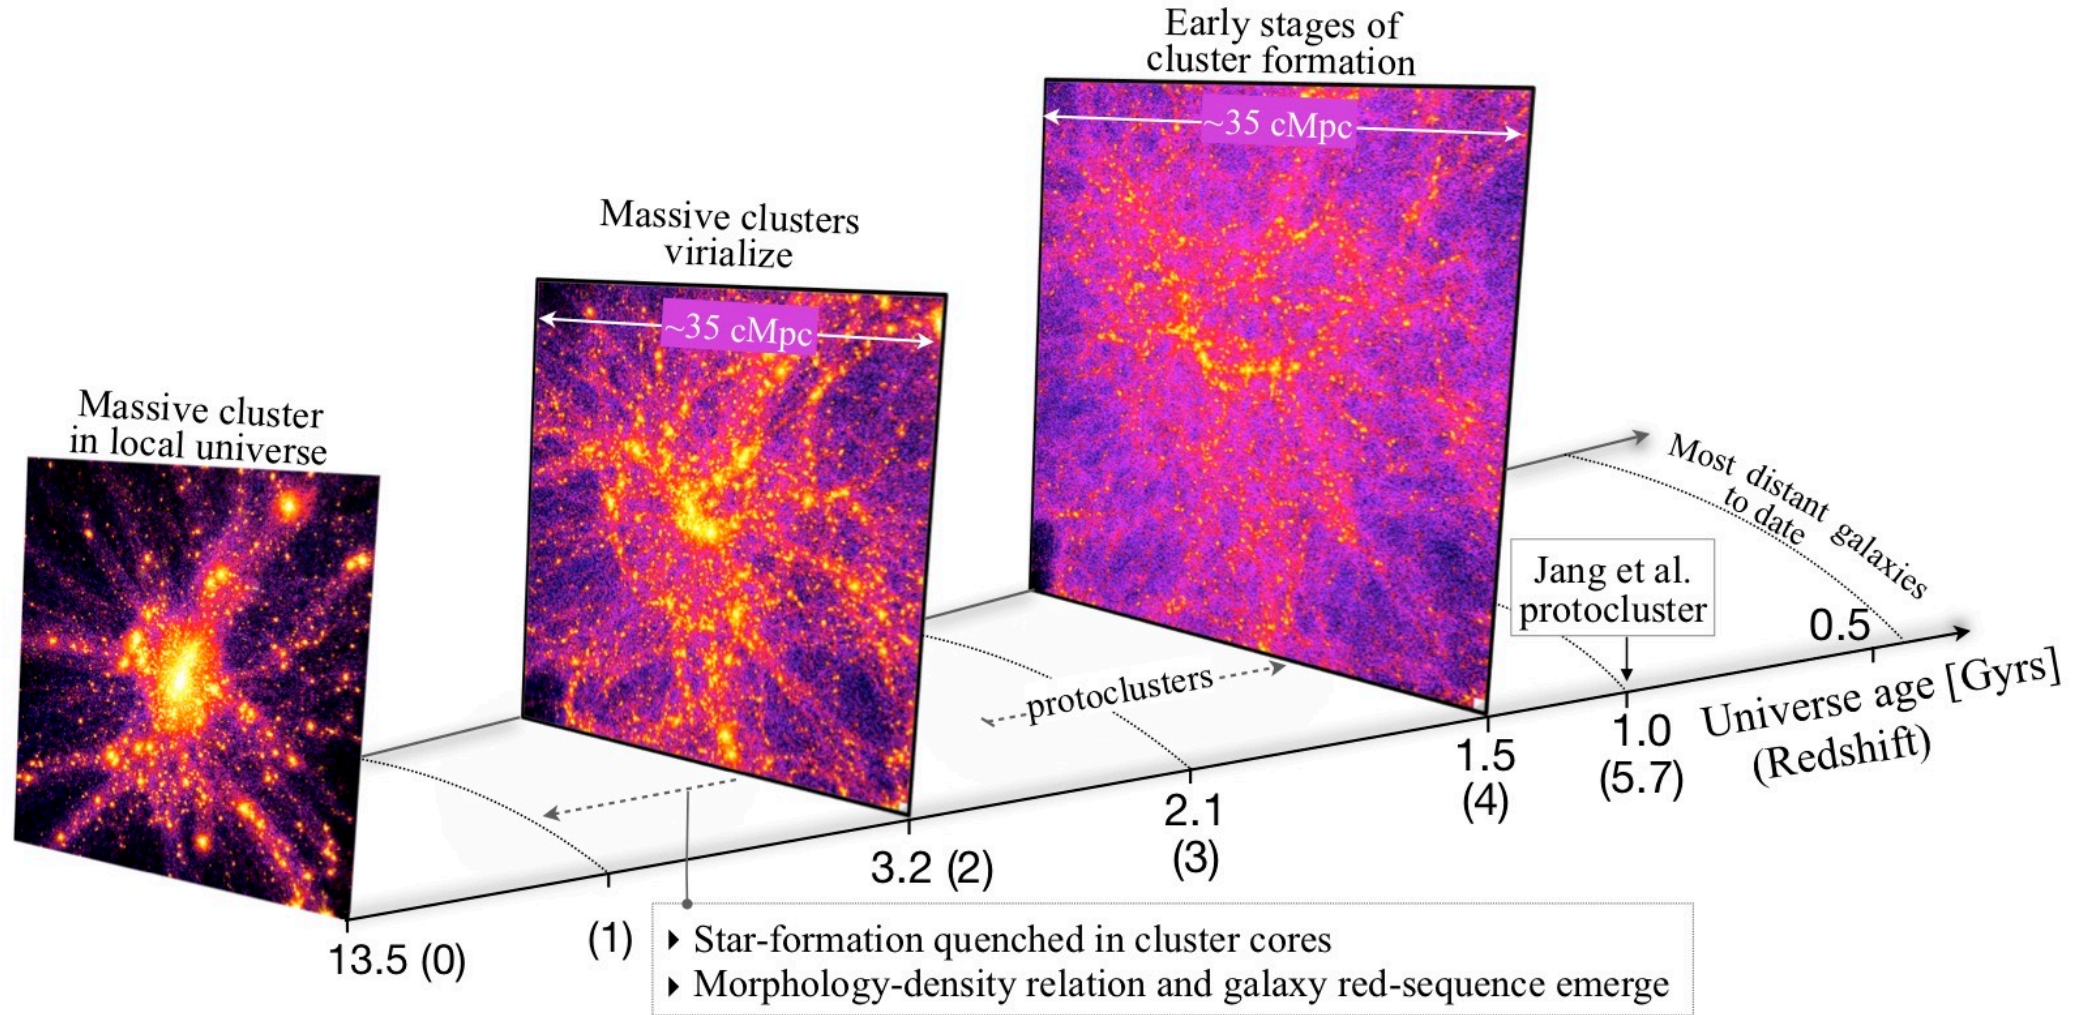 Early stages of
cluster formation
~35 cMpc
Massive clusters
virialize
~35 cMpc
Massive cluster
in local universe
Most distant galaxies
to date
Jang et al.
protocluster
0.5
protoclusters
Universe age [Gyrs]
(Redshift)
1.0
(5.7)
1.5
(4)
2.1
(3)
3.2 (2)
(1)
13.5 (0)
Star-formation quenched in cluster cores
Morphology-density relation and galaxy red-sequence emerge